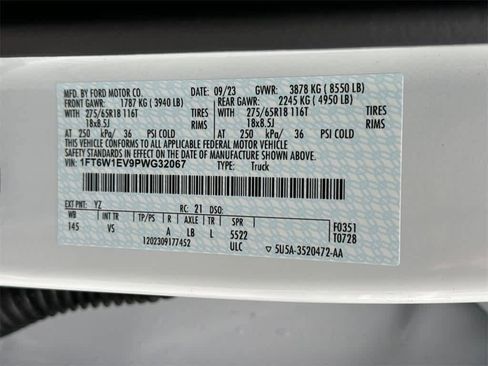 MFD. BY FORD MOTOR CO.
09/23 GVWR: 3878 KG ( 8550 LB)
FRONT GAWR: 1787 KG ( 3940 LB) REAR GAWR: 2245 KG ( 4950 LB)
WITH 275/65R18 116T TIRES WITH 275/65R18 116T TIRES
18x8.5J RIMS 18x8.5J RIMS
AT 250 kPa/ 36 PSI COLD AT 250 kPa/ 36 PSI COLD
THIS VEHICLE CONFORMS TO ALL APPLICABLE FEDERAL MOTOR VEHICLE
SAFETY STANDARDS IN EFFECT ON THE DATE OF MANUFACTURE SHOWN ABOVE.
VIN: 1FT6W1EV9PWG32067 TYPE: Truck
EXT PNT: YZ RC: 21 DSO:
WB INT TR TP/PS R AXLE TR SPR
145 VS A LB L 5522
1202309177452 ULC
F0351
T0728
5U5A-3520472-AA